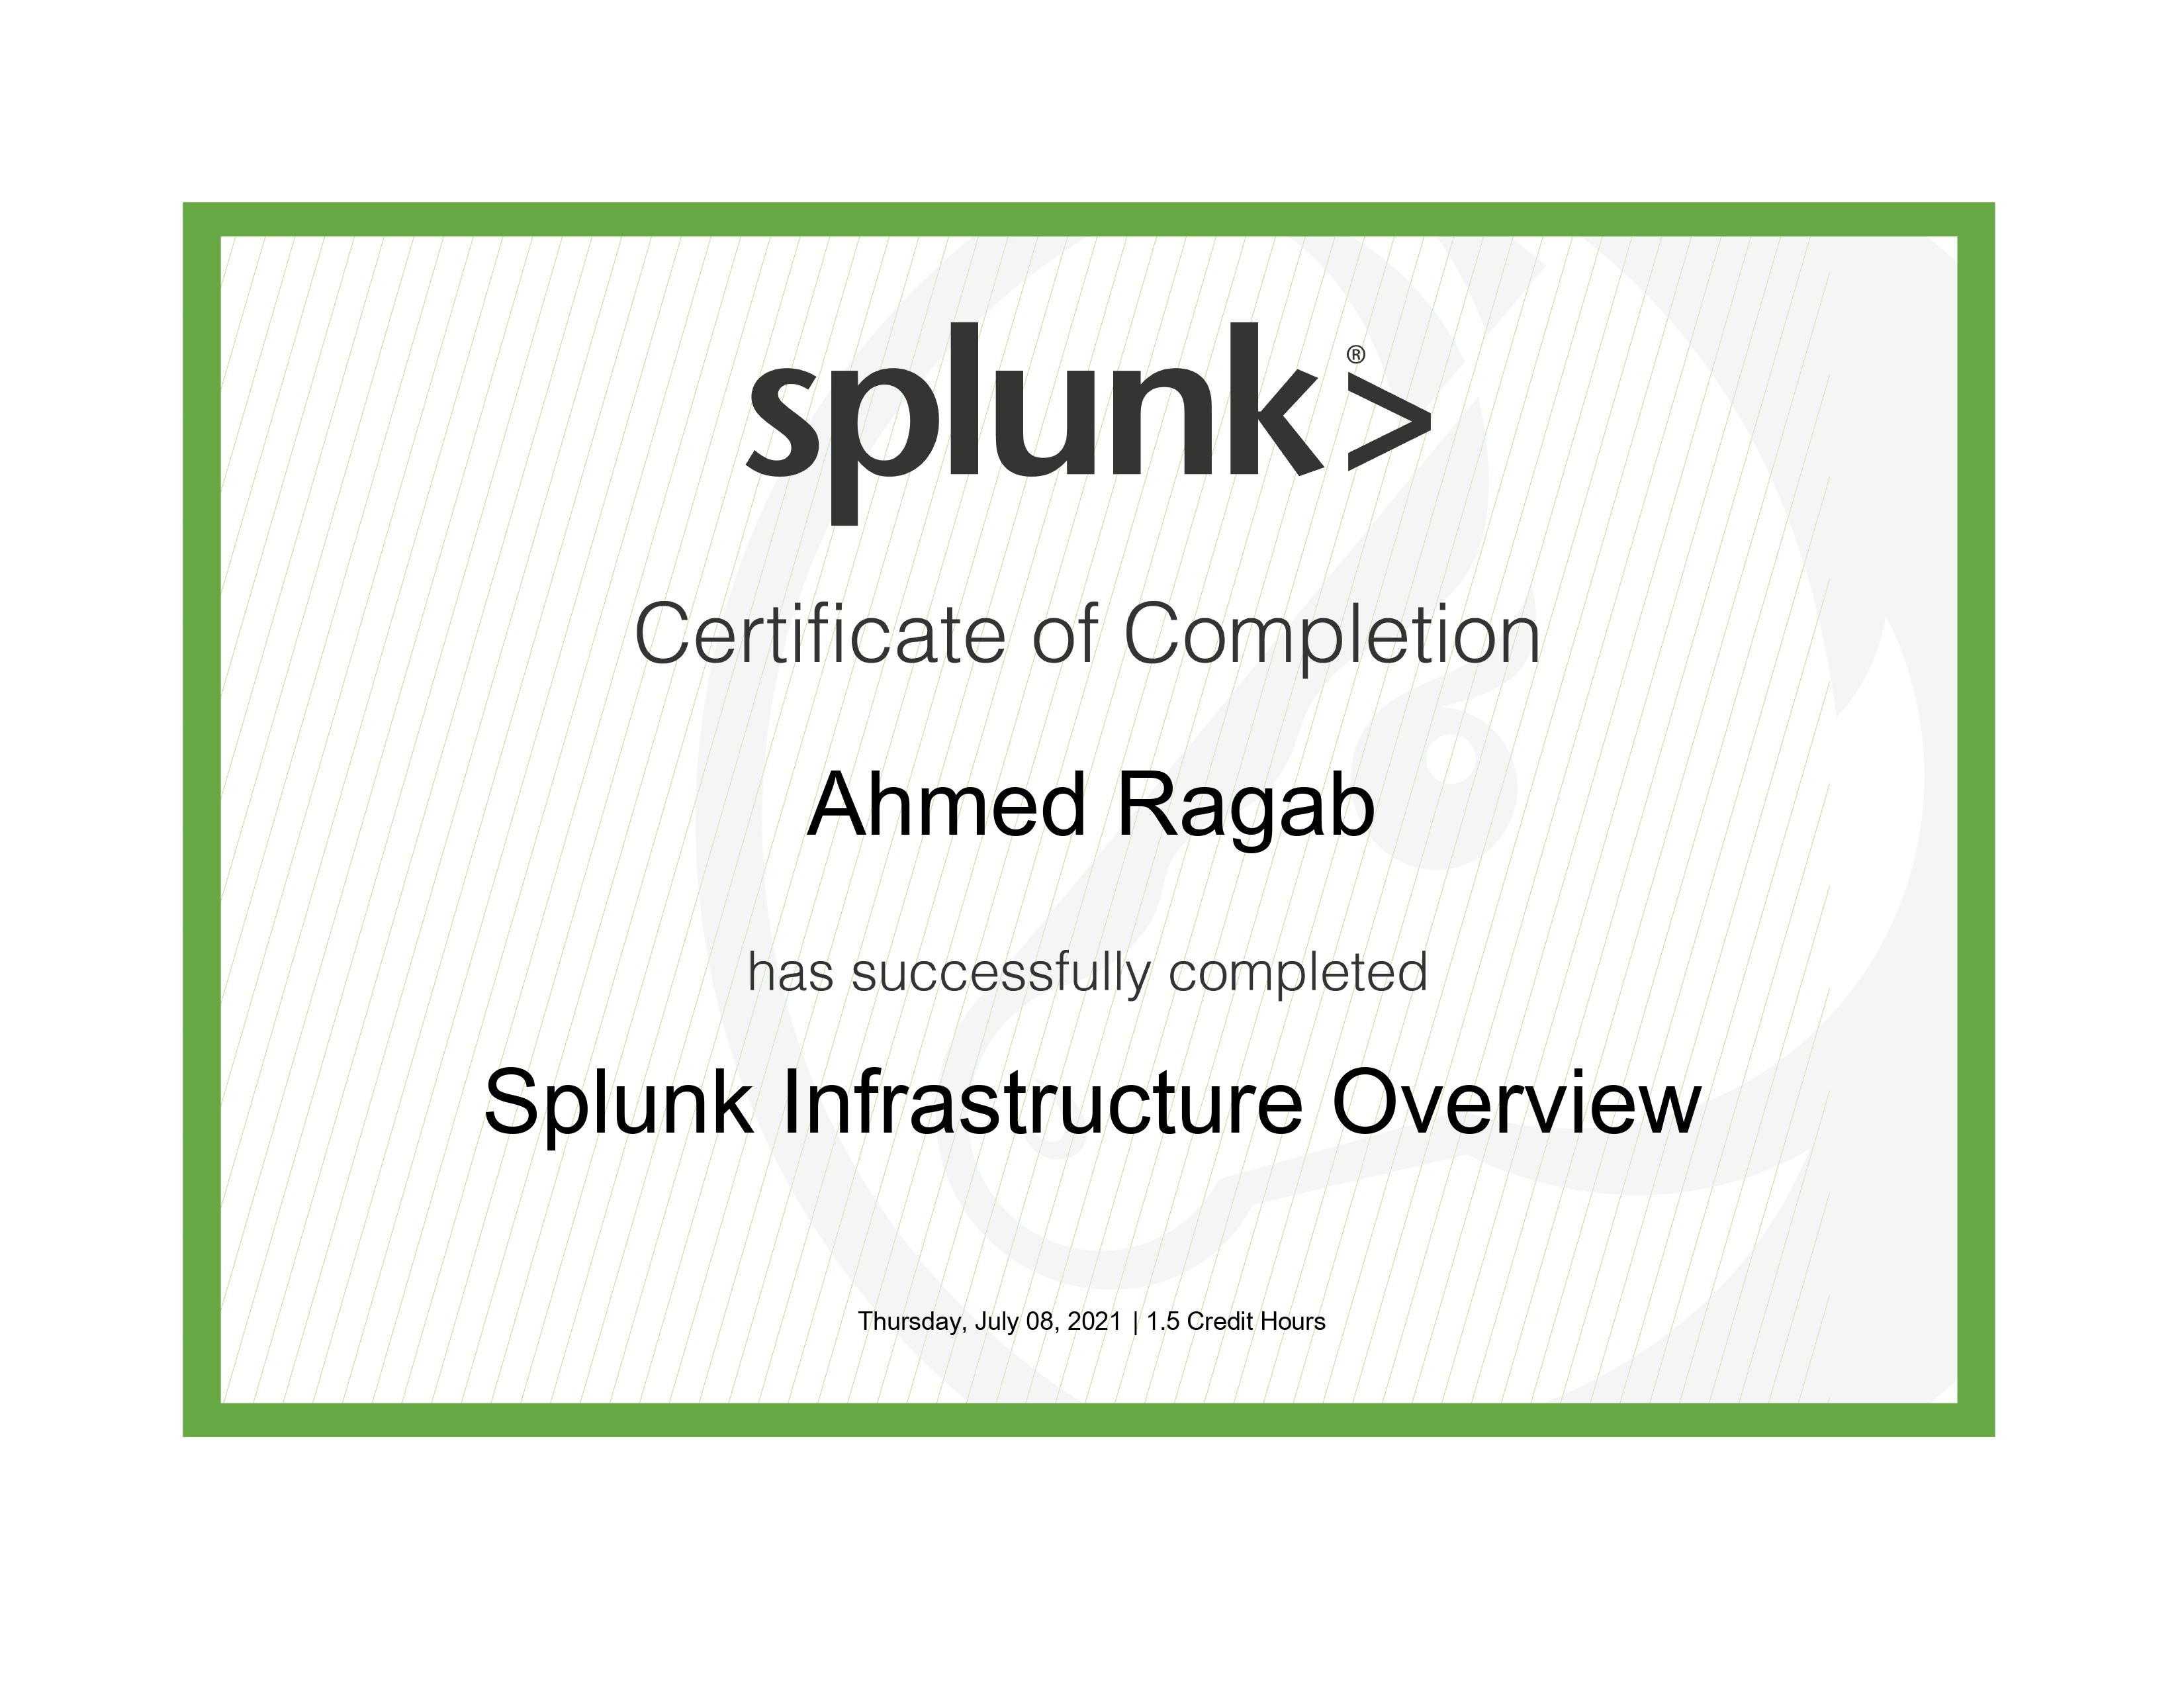 splunk>®
Certificate of Completion
Ahmed Ragab
has successfully completed
Splunk Infrastructure Overview
Thursday, July 08, 2021 | 1.5 Credit Hours